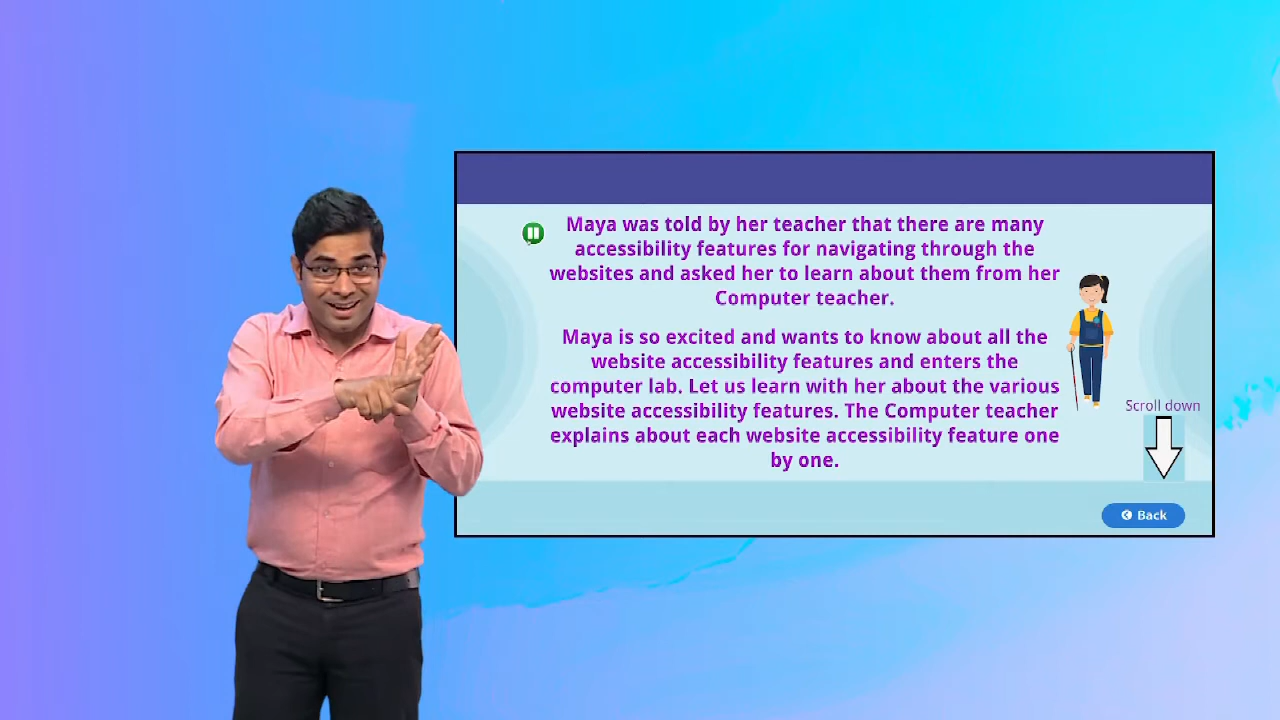 Maya was told by her teacher that there are many
accessibility features for navigating through the
websites and asked her to learn about them from her
Computer teacher.
Maya is so excited and wants to know about all the
website accessibility features and enters the
computer lab. Let us learn with her about the various
website accessibility features. The Computer teacher
explains about each website accessibility feature one
by one.
Scroll down
Back